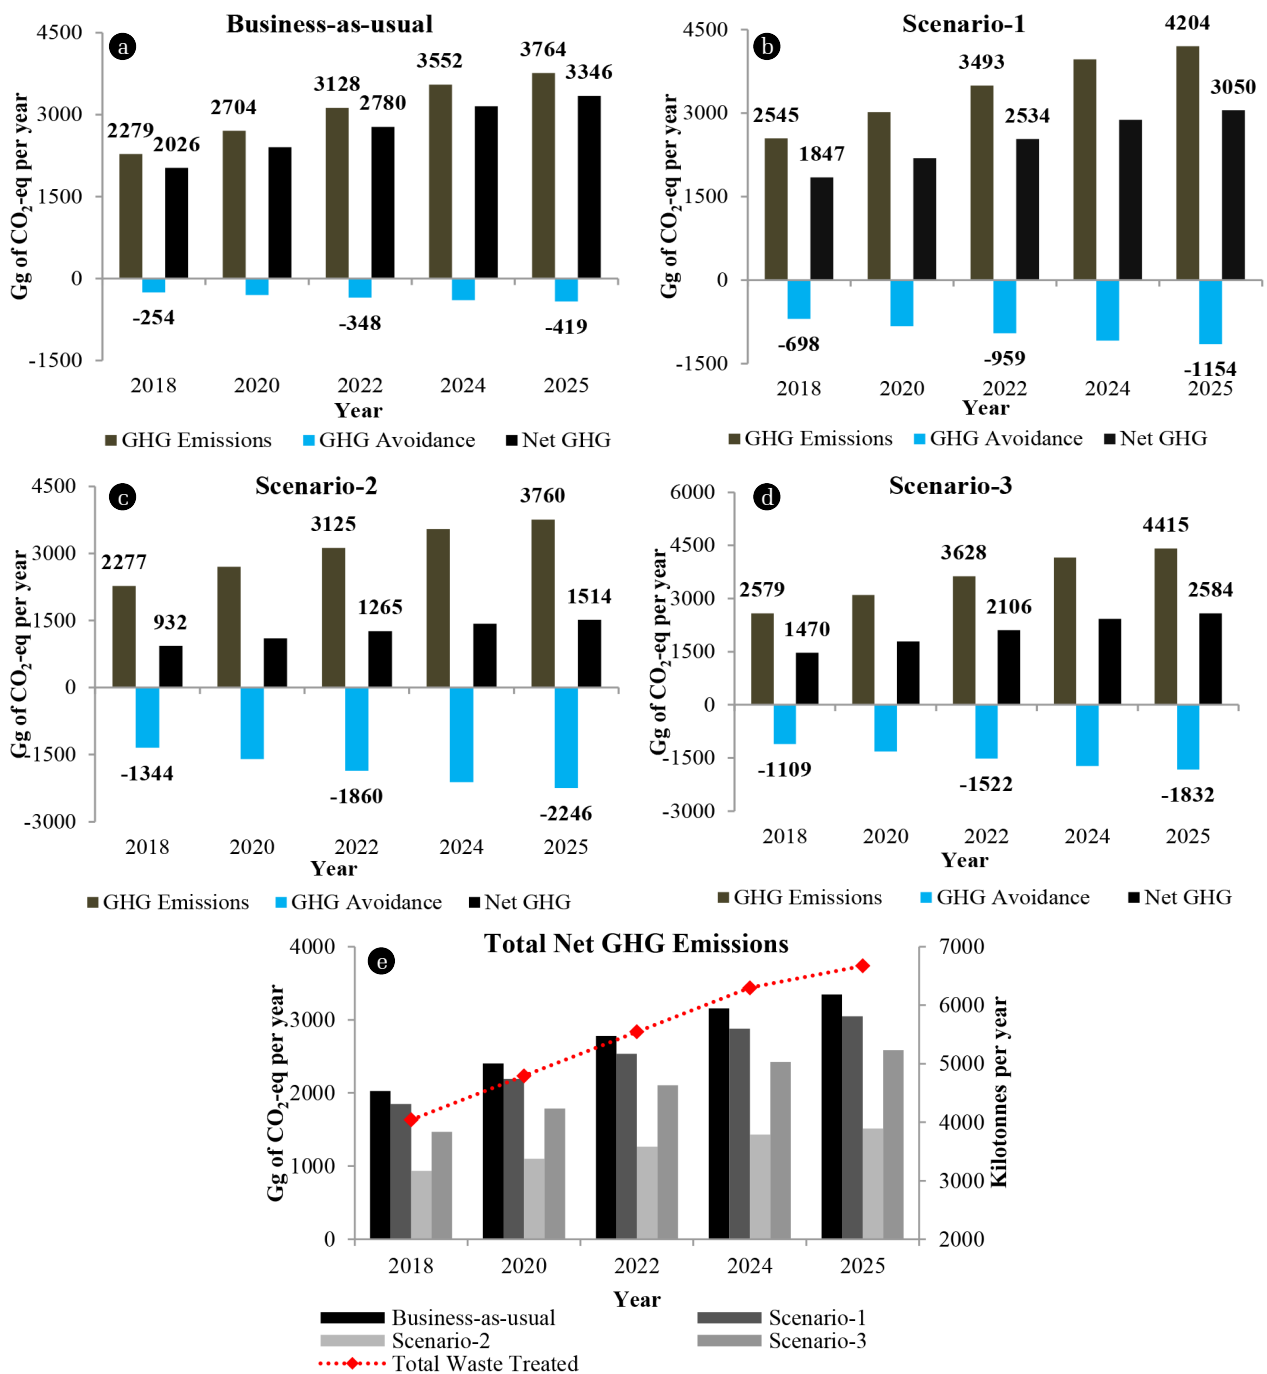 Business-as-usual
a
Gg of CO₂-eq per year
4500
3000
1500
0
-1500
2279
2026
2704
3128
2780
3552
3764
3346
-254
-348
-419
2018 2020 2022 2024 2025
Year
GHG Emissions GHG Avoidance Net GHG
Scenario-1
b
Gg of CO₂-eq per year
4500
3000
1500
0
-1500
2545
1847
3493
2534
4204
3050
-698
-959
-1154
2018 2020 2022 2024 2025
Year
GHG Emissions GHG Avoidance Net GHG
Scenario-2
c
Gg of CO₂-eq per year
4500
3000
1500
0
-1500
-3000
2277
932
3125
1265
3760
1514
-1344
-1860
-2246
2018 2020 2022 2024 2025
Year
GHG Emissions GHG Avoidance Net GHG
Scenario-3
d
Gg of CO₂-eq per year
6000
4500
3000
1500
0
-1500
-3000
2579
1470
3628
2106
4415
2584
-1109
-1522
-1832
2018 2020 2022 2024 2025
Year
GHG Emissions GHG Avoidance Net GHG
Total Net GHG Emissions
e
Gg of CO₂-eq per year
4000
3000
2000
1000
0
7000
6000
5000
4000
3000
2000
Kilotonnes per year
2018 2020 2022 2024 2025
Year
Business-as-usual Scenario-1
Scenario-2 Scenario-3
Total Waste Treated